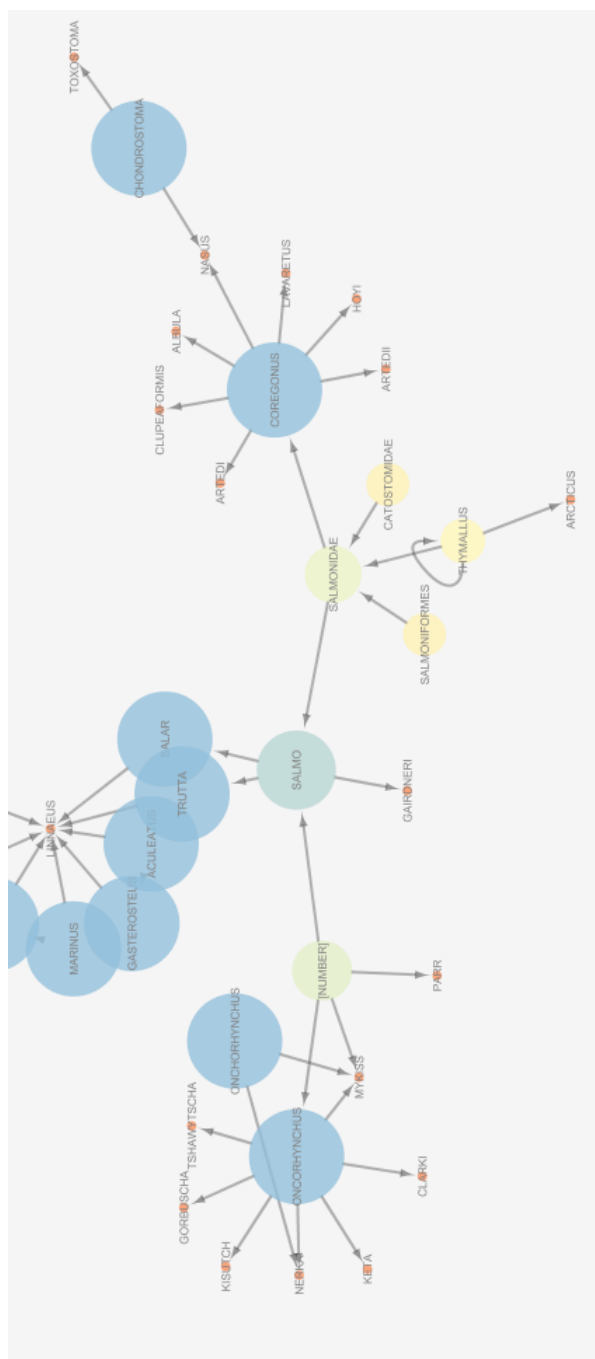 TOXOSTOMA
CHONDROSTOMA
NASUS
LAVARETUS
HOYI
ALBULA
COREGONUS
ARTEDII
CLUPEAFORMIS
ARTEDI
CATOSTOMIDAE
ARCTICUS
THYMALLUS
SALMONIDAE
SALMONIFORMES
SALAR
SALMO
TRUTTA
GAIRDNERI
LINNAEUS
ACULEATUS
GASTEROSTEUS
MARINUS
[NUMBER]
PARR
ONCHORHYNCHUS
MYKISS
TSHAWYTSCHA
ONCORHYNCHUS
CLARKI
GORBUSCHA
KISUTCH
NERKA
KETA